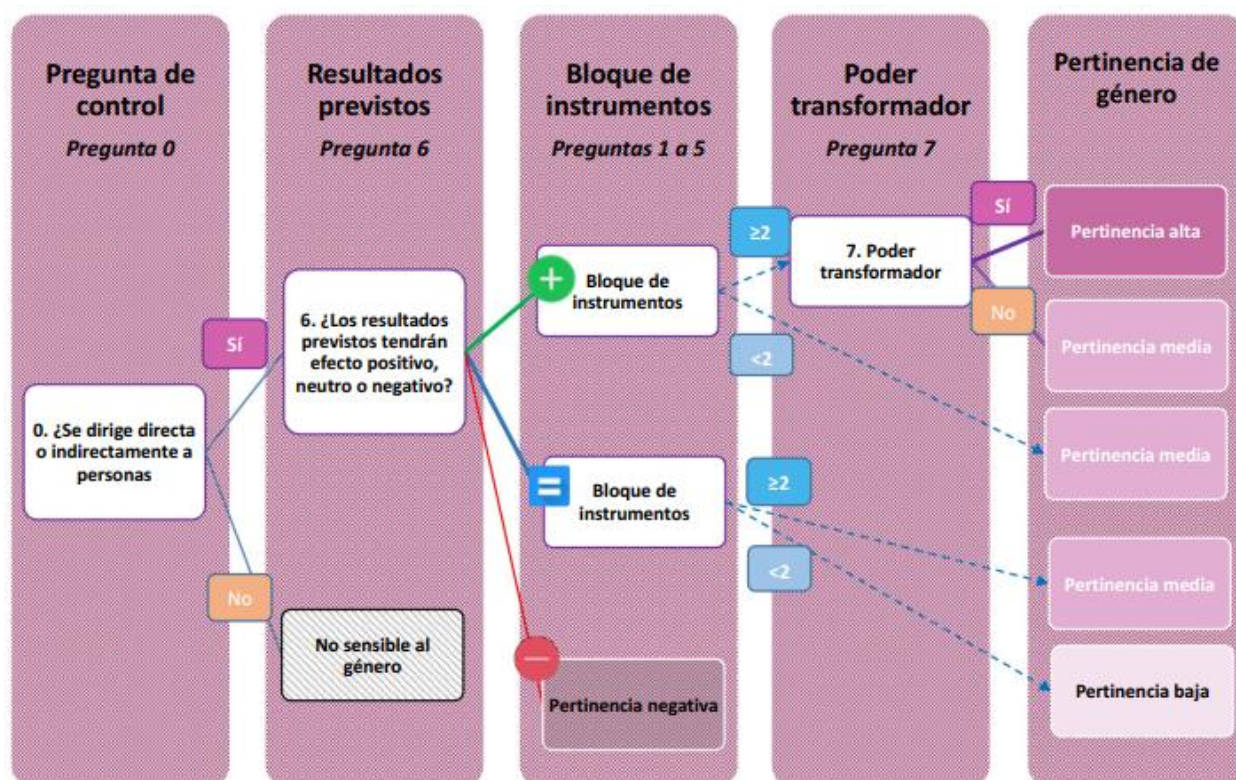 Pregunta de
control
Pregunta 0
Resultados
previstos
Pregunta 6
Bloque de
instrumentos
Preguntas 1 a 5
Poder
transformador
Pregunta 7
Pertinencia de
género
0. ¿Se dirige directa
o indirectamente a
personas
Sí
No
6. ¿Los resultados
previstos tendrán
efecto positivo,
neutro o negativo?
No sensible al
género
Bloque de
instrumentos
≥2
<2
Bloque de
instrumentos
≥2
<2
Pertinencia negativa
7. Poder
transformador
Sí
No
Pertinencia alta
Pertinencia media
Pertinencia media
Pertinencia media
Pertinencia baja